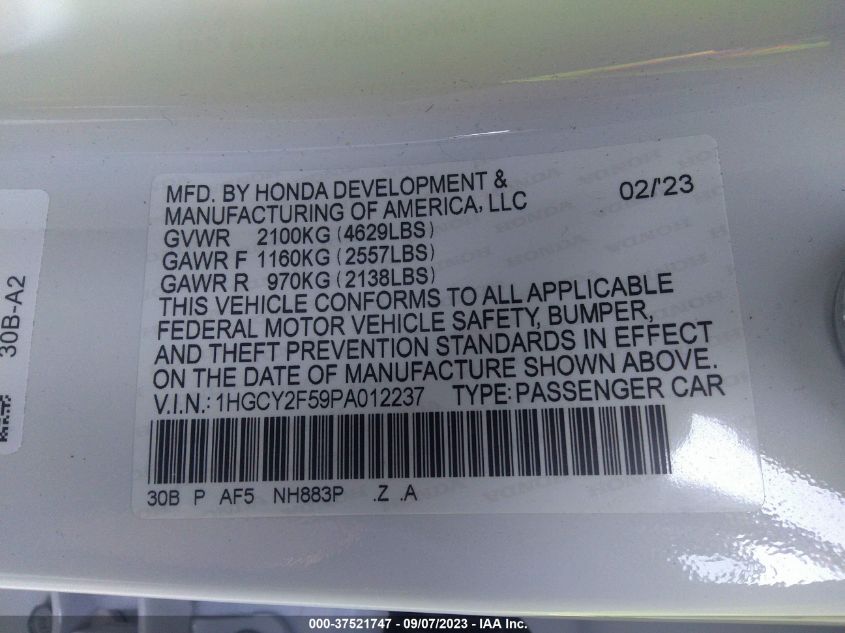 MFD. BY HONDA DEVELOPMENT & 02/'23
MANUFACTURING OF AMERICA, LLC
GVWR 2100KG (4629LBS)
GAWR F 1160KG (2557LBS)
GAWR R 970KG (2138LBS)
THIS VEHICLE CONFORMS TO ALL APPLICABLE
FEDERAL MOTOR VEHICLE SAFETY, BUMPER,
AND THEFT PREVENTION STANDARDS IN EFFECT
ON THE DATE OF MANUFACTURE SHOWN ABOVE.
V.I.N.: 1HGCY2F59PA012237 TYPE: PASSENGER CAR
30B P AF5 NH883P .Z .A
30B-A2
000-37521747 - 09/07/2023 - IAA Inc.